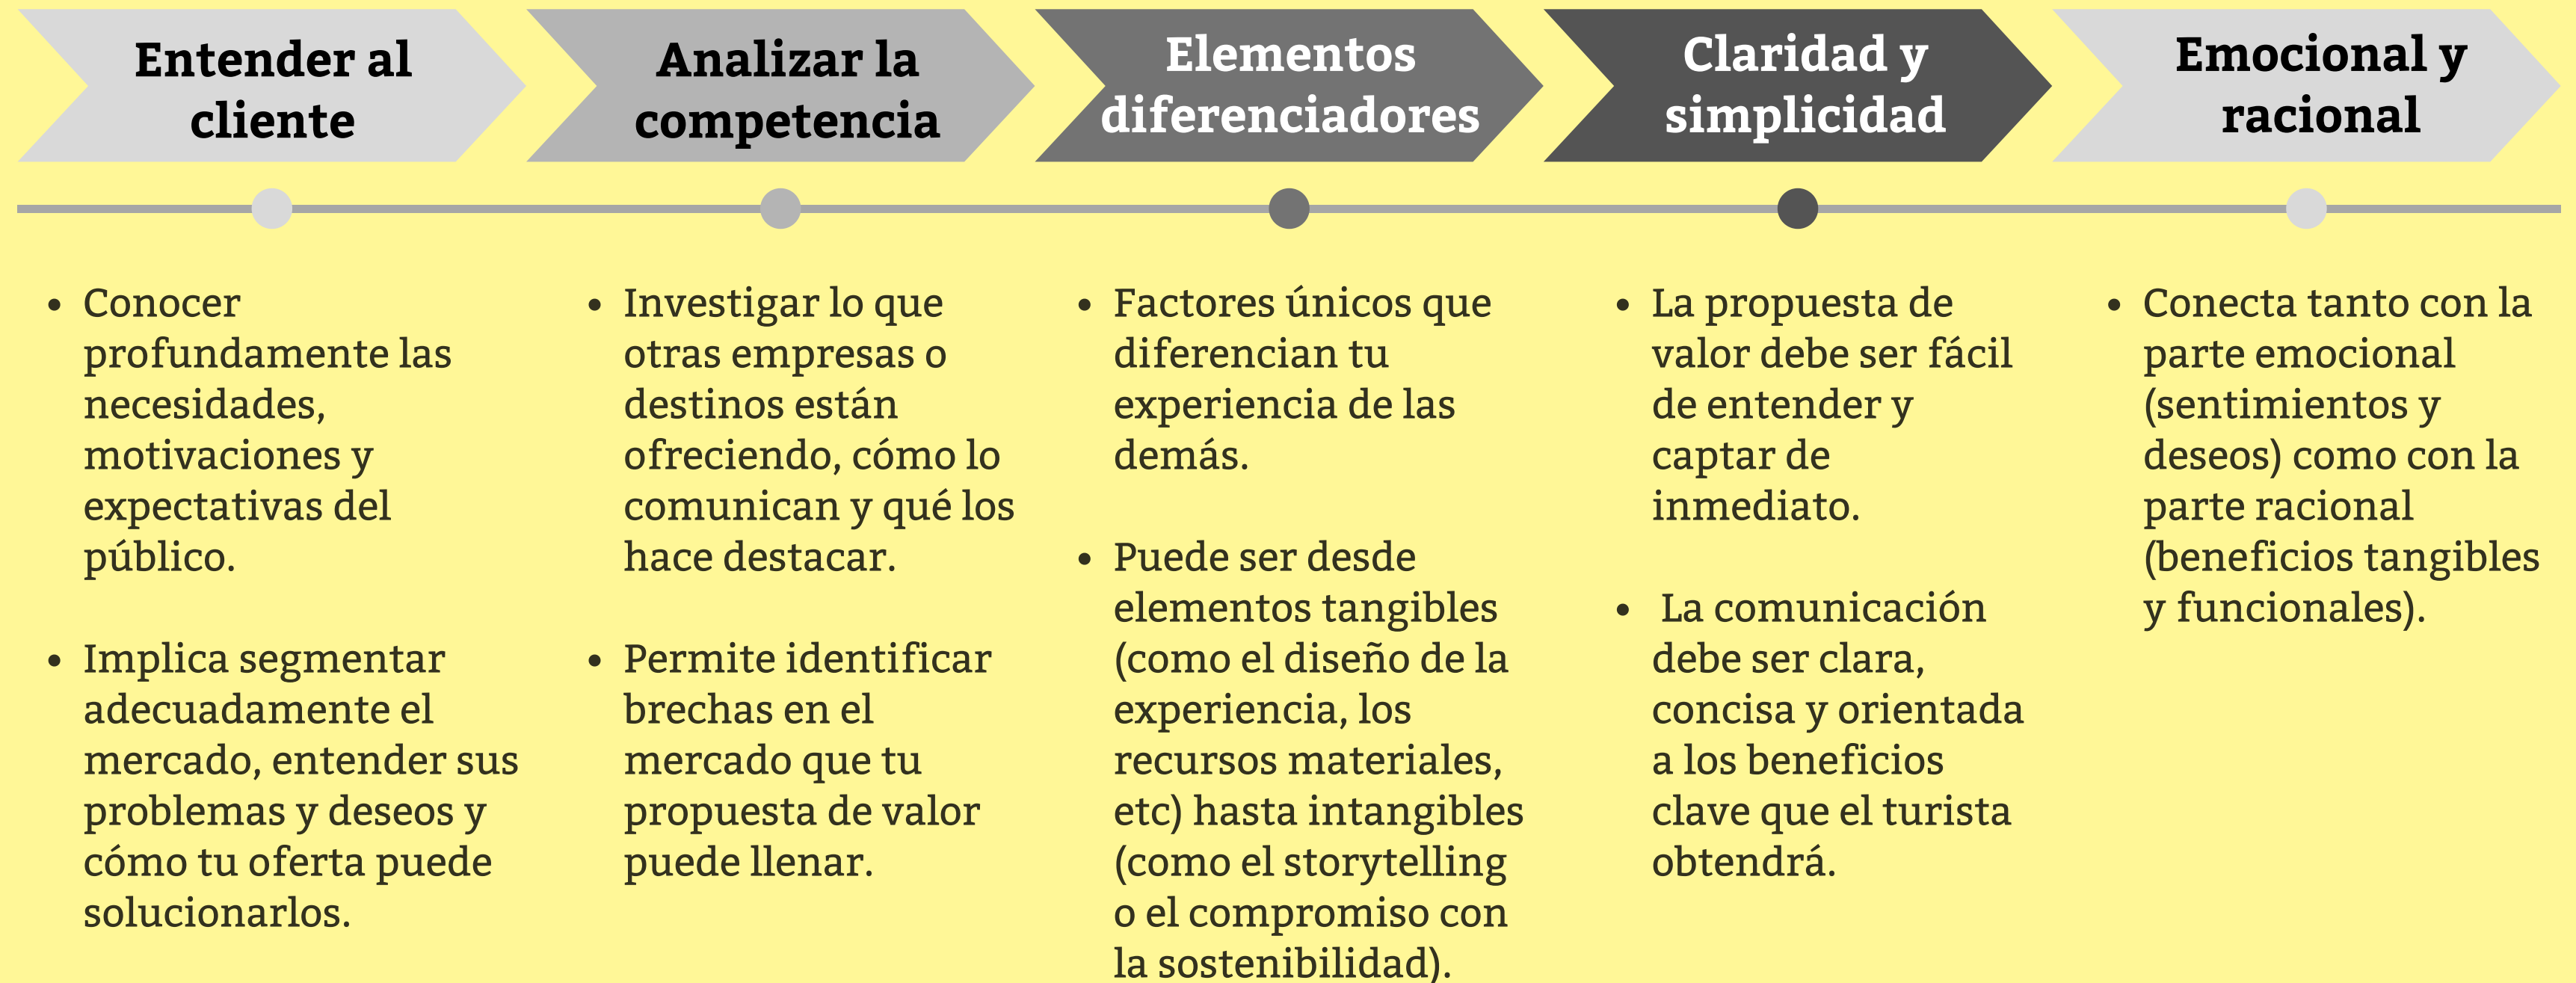 Entender al
cliente
Analizar la
competencia
Elementos
diferenciadores
Claridad y
simplicidad
Emocional y
racional
• Conocer
profundamente las
necesidades,
motivaciones y
expectativas del
público.
• Implica segmentar
adecuadamente el
mercado, entender sus
problemas y deseos y
cómo tu oferta puede
solucionarlos.
• Investigar lo que
otras empresas o
destinos están
ofreciendo, cómo lo
comunican y qué los
hace destacar.
• Permite identificar
brechas en el
mercado que tu
propuesta de valor
puede llenar.
• Factores únicos que
diferencian tu
experiencia de las
demás.
• Puede ser desde
elementos tangibles
(como el diseño de la
experiencia, los
recursos materiales,
etc) hasta intangibles
(como el storytelling
o el compromiso con
la sostenibilidad).
• La propuesta de
valor debe ser fácil
de entender y
captar de
inmediato.
• La comunicación
debe ser clara,
concisa y orientada
a los beneficios
clave que el turista
obtendrá.
• Conecta tanto con la
parte emocional
(sentimientos y
deseos) como con la
parte racional
(beneficios tangibles
y funcionales).